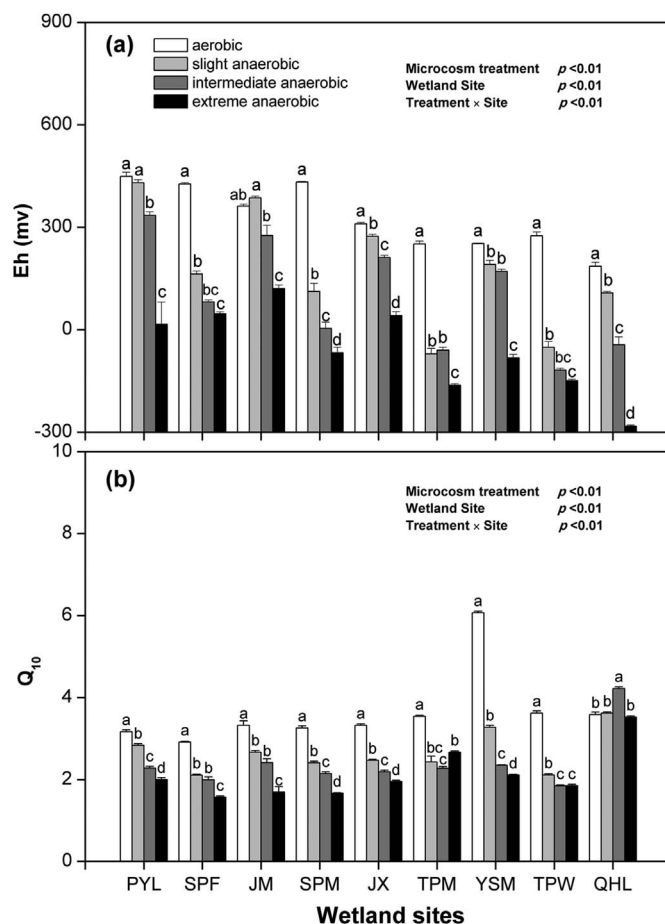 900
(a)
aerobic
slight anaerobic
intermediate anaerobic
extreme anaerobic
Microcosm treatment p <0.01
Wetland Site p <0.01
Treatment × Site p <0.01
600
300
0
-300
Eh (mv)
a a b c
a b bc c
ab a b c
a b c d
a b c d
a b b c
a b b c
a b bc c
a b c d
10
(b)
Microcosm treatment p <0.01
Wetland Site p <0.01
Treatment × Site p <0.01
8
6
4
2
0
Q10
a b c d
a b b c
a b b c
a b c d
a b c d
a bc c b
a b c d
a b c c
b b a b
PYL SPF JM SPM JX TPM YSM TPW QHL
Wetland sites